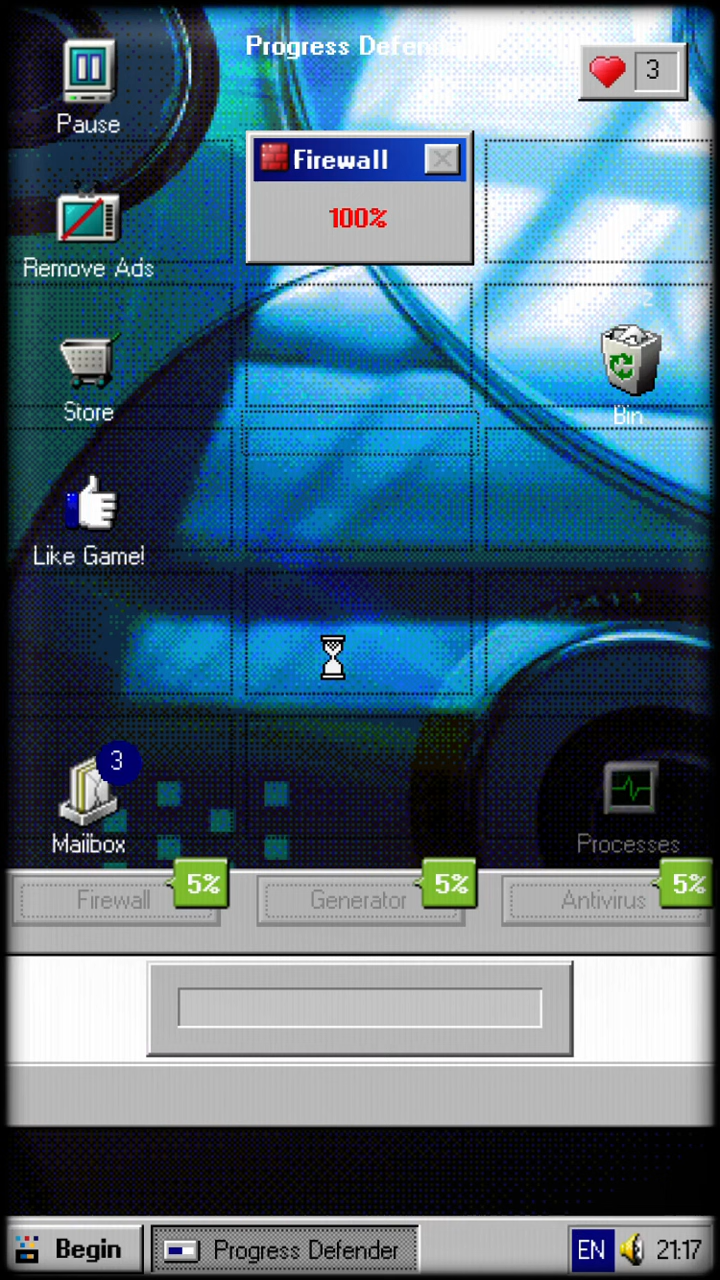 Progress Defen
3
Pause
Firewall
100%
Remove Ads
Store
Bin
Like Game!
3
Mailbox
Processes
Firewall
5%
Generator
5%
Antivirus
5%
Begin
Progress Defender
EN
21:17